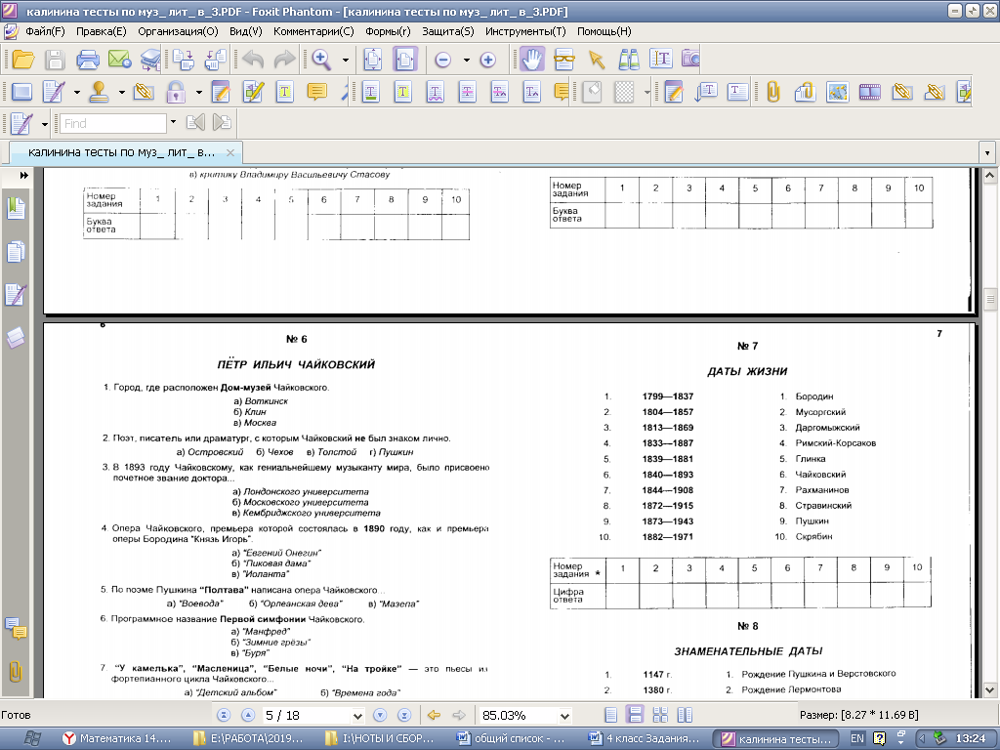 калинина тесты по муз_ лит_ в_3.PDF - Foxit Phantom - [калинина тесты по муз_ лит_ в_3.PDF]
Файл(F) Правка(E) Организация(O) Вид(V) Комментарии(C) Формы(r) Защита(S) Инструменты(T) Помощь(H)
Find
калинина тесты по муз_ лит_ в...
в) критику Владимиру Васильевичу Стасову
Номер задания 1 2 3 4 5 6 7 8 9 10
Буква ответа
Номер задания 1 2 3 4 5 6 7 8 9 10
Буква ответа
6
№ 6
ПЁТР ИЛЬИЧ ЧАЙКОВСКИЙ
1. Город, где расположен Дом-музей Чайковского.
а) Воткинск
б) Клин
в) Москва
2. Поэт, писатель или драматург, с которым Чайковский не был знаком лично.
а) Островский б) Чехов в) Толстой г) Пушкин
3. В 1893 году Чайковскому, как гениальнейшему музыканту мира, было присвоено
почетное звание доктора...
а) Лондонского университета
б) Московского университета
в) Кембриджского университета
4. Опера Чайковского, премьера которой состоялась в 1890 году, как и премьера
оперы Бородина "Князь Игорь".
а) "Евгений Онегин"
б) "Пиковая дама"
в) "Иоланта"
5. По поэме Пушкина "Полтава" написана опера Чайковского ..
а) "Воевода" б) "Орлеанская дева" в) "Мазепа"
6. Программное название Первой симфонии Чайковского.
а) "Манфред"
б) "Зимние грёзы"
в) "Буря"
7. "У камелька", "Масленица", "Белые ночи", "На тройке" — это пьесы из
фортепианного цикла Чайковского...
а) "Детский альбом" б) "Времена года"
7
№ 7
ДАТЫ ЖИЗНИ
1. 1799—1837 1. Бородин
2. 1804—1857 2. Мусоргский
3. 1813—1869 3. Даргомыжский
4. 1833—1887 4. Римский-Корсаков
5. 1839—1881 5. Глинка
6. 1840—1893 6. Чайковский
7. 1844—1908 7. Рахманинов
8. 1872—1915 8. Стравинский
9. 1873—1943 9. Пушкин
10. 1882—1971 10. Скрябин
Номер задания * 1 2 3 4 5 6 7 8 9 10
Цифра ответа
№ 8
ЗНАМЕНАТЕЛЬНЫЕ ДАТЫ
1. 1147 г. 1. Рождение Пушкина и Верстовского
2. 1380 г. 2. Рождение Лермонтова
Готов 5 / 18 85.03% Размер: [8.27 * 11.69 В]
Математика 14.... E:\РАБОТА\2019... I:\НОТЫ И СБОР... общий список - ... 4 класс Задания... калинина тесты... EN 13:24